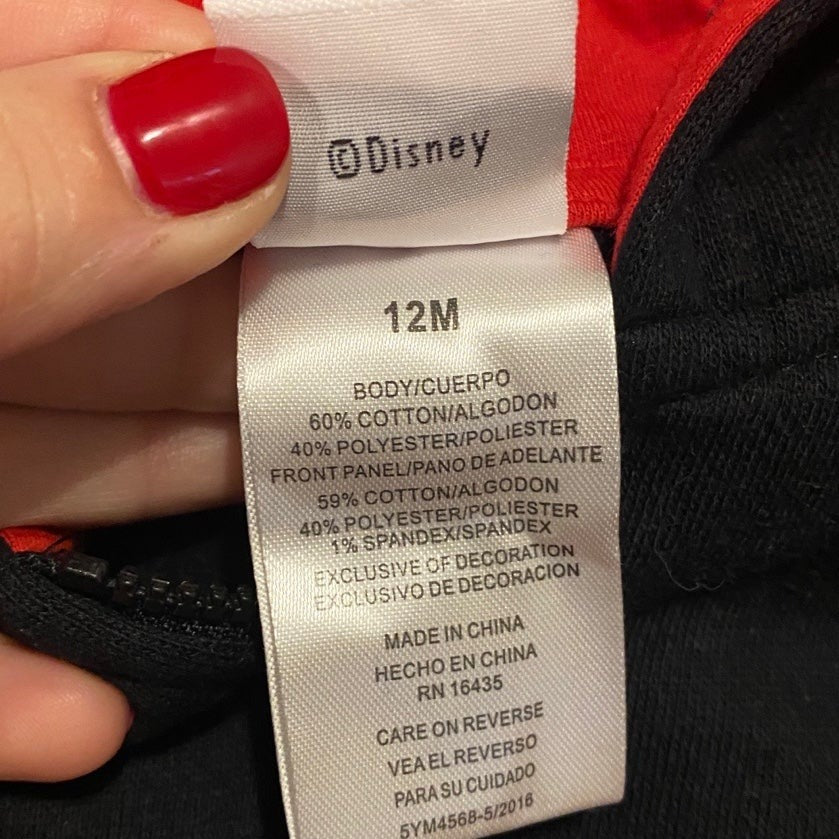 ©Disney
12M
BODY/CUERPO
60% COTTON/ALGODON
40% POLYESTER/POLIESTER
FRONT PANEL/PANO DE ADELANTE
59% COTTON/ALGODON
40% POLYESTER/POLIESTER
1% SPANDEX/SPANDEX
EXCLUSIVE OF DECORATION
EXCLUSIVO DE DECORACION
MADE IN CHINA
HECHO EN CHINA
RN 16435
CARE ON REVERSE
VEA EL REVERSO
PARA SU CUIDADO
5YM4568-5/2016